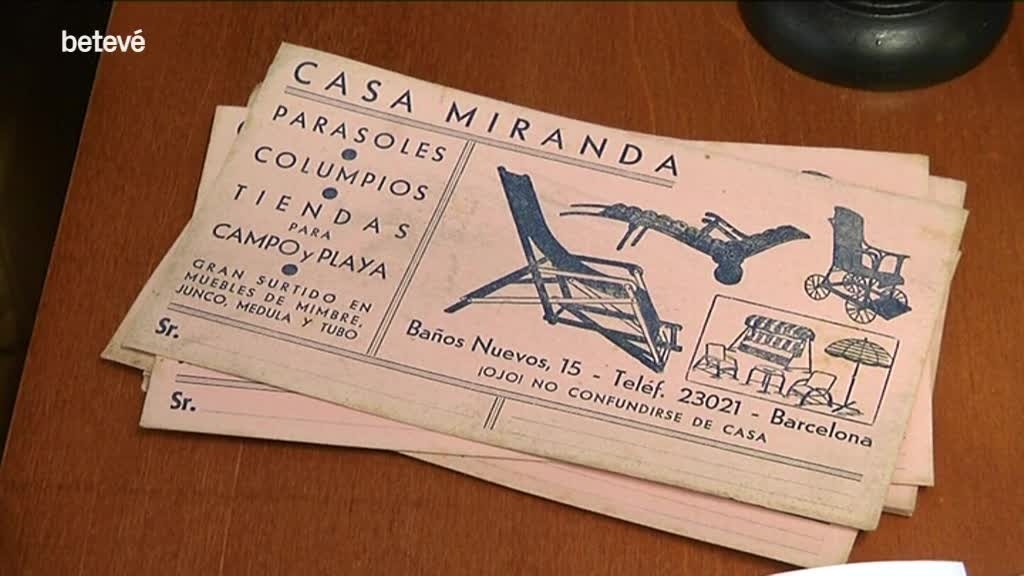 betevé
CASA MIRANDA
PARASOLES
COLUMPIOS
TIENDAS
PARA
CAMPO y PLAYA
GRAN SURTIDO EN
MUEBLES DE MIMBRE,
JUNCO, MEDULA Y TUBO
Baños Nuevos, 15 - Teléf. 23021 - Barcelona
¡OJO! NO CONFUNDIRSE DE CASA
Sr.
Sr.